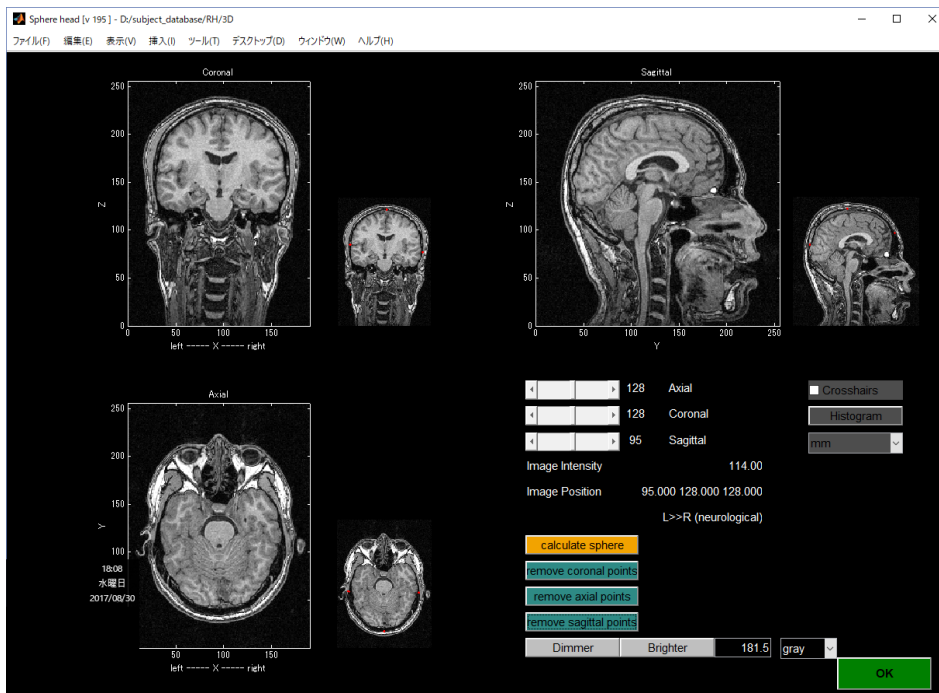 Sphere head [v 195 ] - D:/subject_database/RH/3D
ファイル(F) 編集(E) 表示(V) 挿入(I) ツール(T) デスクトップ(D) ウィンドウ(W) ヘルプ(H)
Coronal
250
200
150
100
50
0
Z
50 100 150
left ----- X ----- right
Sagittal
250
200
150
100
50
0
Z
0 50 100 150 200 250
Y
Axial
250
200
150
100
Y
18:08
水曜日
2017/08/30
50 100 150
left ----- X ----- right
128 Axial
128 Coronal
95 Sagittal
Crosshairs
Histogram
mm
Image Intensity 114.00
Image Position 95.000 128.000 128.000
L>>R (neurological)
calculate sphere
remove coronal points
remove axial points
remove sagittal points
Dimmer Brighter 181.5 gray
OK